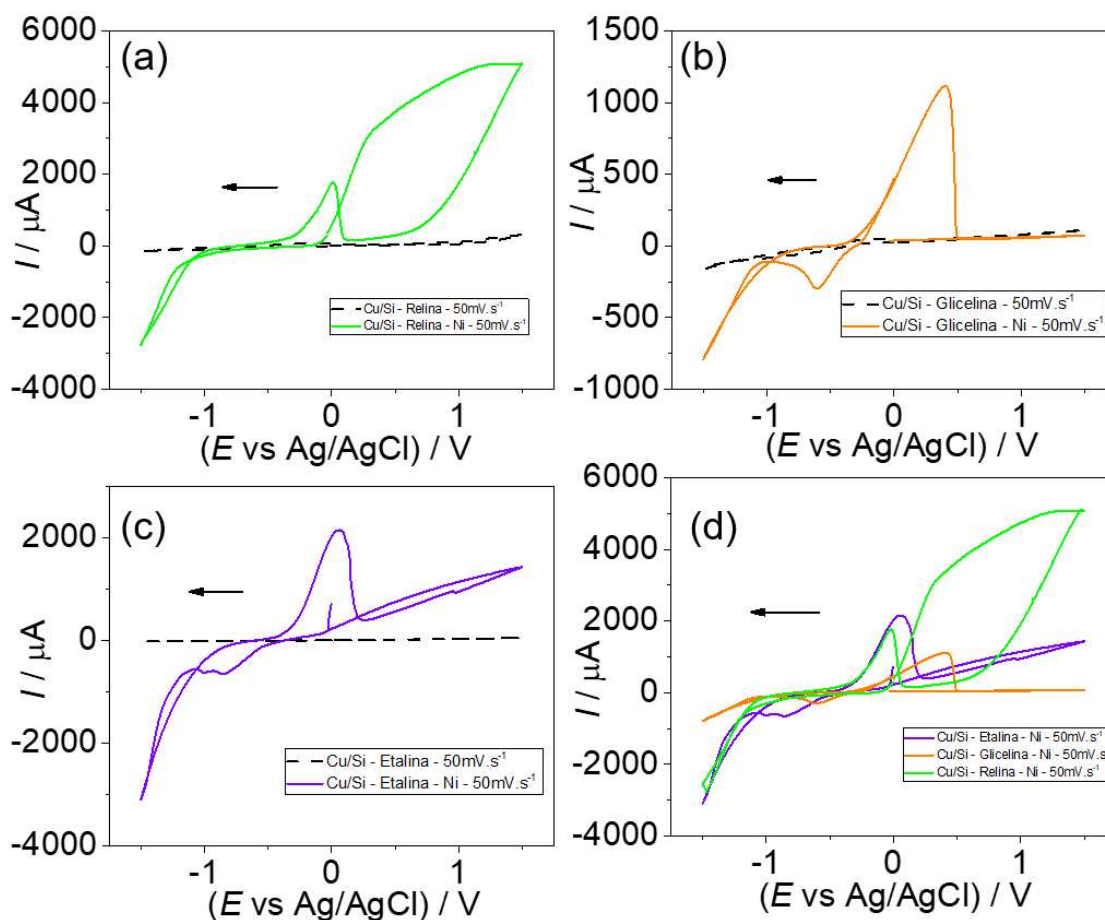 (a)
6000
4000
2000
0
-2000
-4000
I / µA
Cu/Si - Relina - 50mV.s-1
Cu/Si - Relina - Ni - 50mV.s-1
-1 0 1
(E vs Ag/AgCl) / V
(b)
1500
1000
500
0
-500
-1000
I / µA
Cu/Si - Glicelina - 50mV.s-1
Cu/Si - Glicelina - Ni - 50mV.s-1
-1 0 1
(E vs Ag/AgCl) / V
(c)
2000
0
-2000
-4000
I / µA
Cu/Si - Etalina - 50mV.s-1
Cu/Si - Etalina - Ni - 50mV.s-1
-1 0 1
(E vs Ag/AgCl) / V
(d)
6000
4000
2000
0
-2000
-4000
I / µA
Cu/Si - Etalina - Ni - 50mV.s-1
Cu/Si - Glicelina - Ni - 50mV.s
Cu/Si - Relina - Ni - 50mV.s-1
-1 0 1
(E vs Ag/AgCl) / V